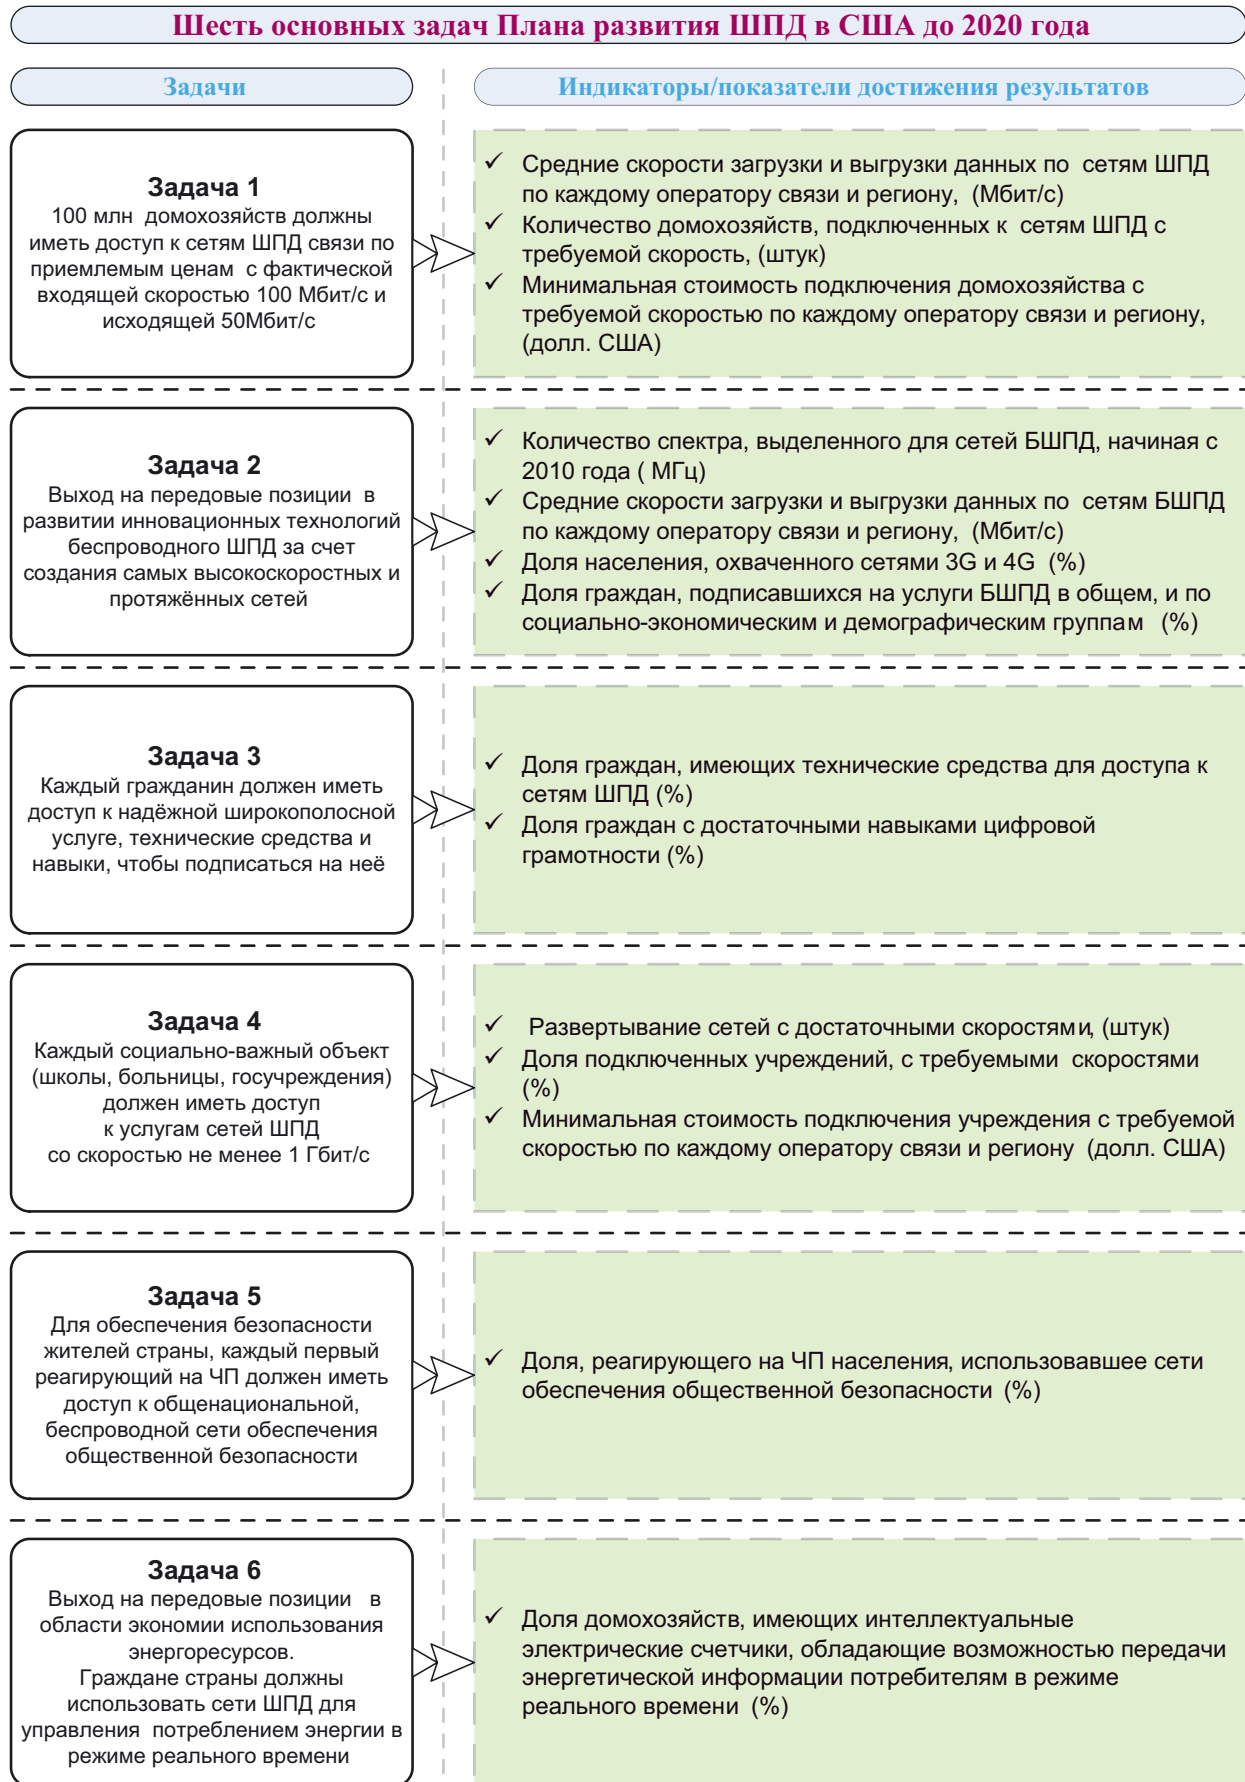 Шесть основных задач Плана развития ШПД в США до 2020 года
Задачи
Индикаторы/показатели достижения результатов
Задача 1
100 млн домохозяйств должны
иметь доступ к сетям ШПД связи по
приемлемым ценам с фактической
входящей скоростью 100 Мбит/с и
исходящей 50Мбит/с
✓ Средние скорости загрузки и выгрузки данных по сетям ШПД
по каждому оператору связи и региону, (Мбит/с)
✓ Количество домохозяйств, подключенных к сетям ШПД с
требуемой скорость, (штук)
✓ Минимальная стоимость подключения домохозяйства с
требуемой скоростью по каждому оператору связи и региону,
(долл. США)
Задача 2
Выход на передовые позиции в
развитии инновационных технологий
беспроводного ШПД за счет
создания самых высокоскоростных и
протяжённых сетей
✓ Количество спектра, выделенного для сетей БШПД, начиная с
2010 года ( МГц)
✓ Средние скорости загрузки и выгрузки данных по сетям БШПД
по каждому оператору связи и региону, (Мбит/с)
✓ Доля населения, охваченного сетями 3G и 4G (%)
✓ Доля граждан, подписавшихся на услуги БШПД в общем, и по
социально-экономическим и демографическим группам (%)
Задача 3
Каждый гражданин должен иметь
доступ к надёжной широкополосной
услуге, технические средства и
навыки, чтобы подписаться на неё
✓ Доля граждан, имеющих технические средства для доступа к
сетям ШПД (%)
✓ Доля граждан с достаточными навыками цифровой
грамотности (%)
Задача 4
Каждый социально-важный объект
(школы, больницы, госучреждения)
должен иметь доступ
к услугам сетей ШПД
со скоростью не менее 1 Гбит/с
✓ Развертывание сетей с достаточными скоростями, (штук)
✓ Доля подключенных учреждений, с требуемыми скоростями
(%)
✓ Минимальная стоимость подключения учреждения с требуемой
скоростью по каждому оператору связи и региону (долл. США)
Задача 5
Для обеспечения безопасности
жителей страны, каждый первый
реагирующий на ЧП должен иметь
доступ к общенациональной,
беспроводной сети обеспечения
общественной безопасности
✓ Доля, реагирующего на ЧП населения, использовавшее сети
обеспечения общественной безопасности (%)
Задача 6
Выход на передовые позиции в
области экономии использования
энергоресурсов.
Граждане страны должны
использовать сети ШПД для
управления потреблением энергии в
режиме реального времени
✓ Доля домохозяйств, имеющих интеллектуальные
электрические счетчики, обладающие возможностью передачи
энергетической информации потребителям в режиме
реального времени (%)